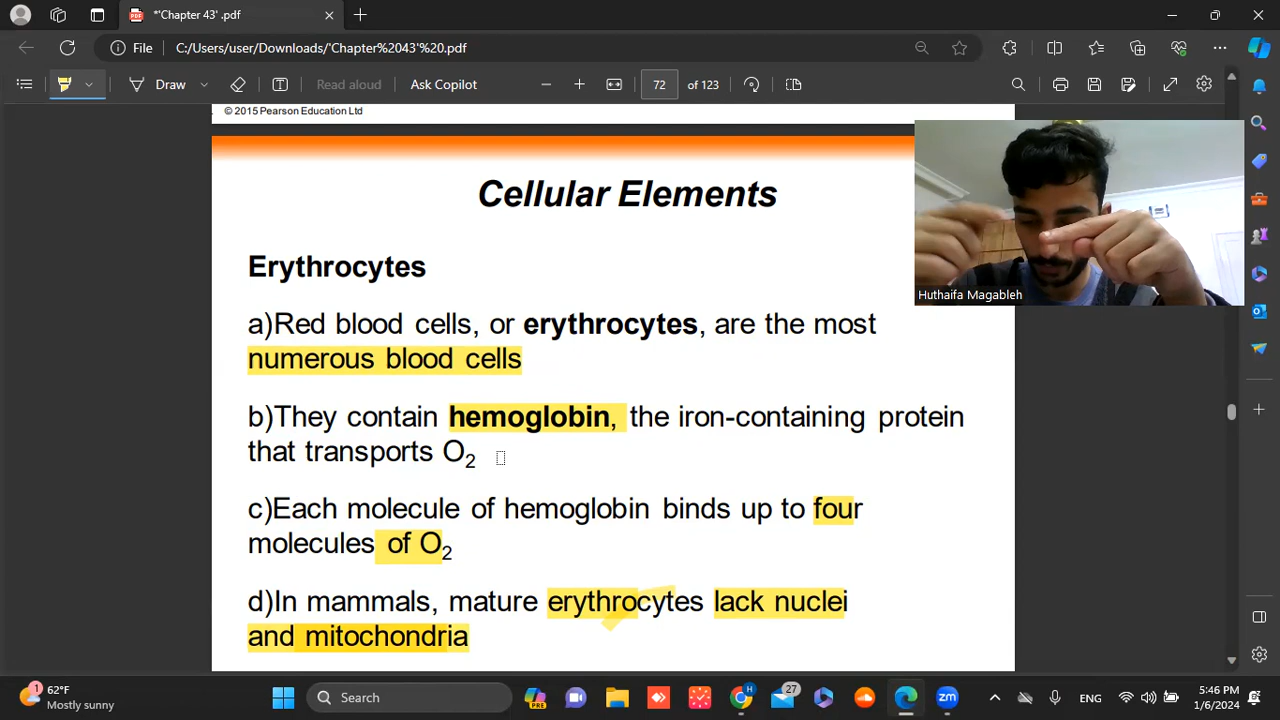 *'Chapter 43' .pdf
File
C:/Users/user/Downloads/'Chapter%2043'%20.pdf
Draw
Read aloud
Ask Copilot
72
of 123
. © 2015 Pearson Education Ltd
Cellular Elements
Erythrocytes
a)Red blood cells, or erythrocytes, are the most
numerous blood cells
b)They contain hemoglobin, the iron-containing protein
that transports O2
c)Each molecule of hemoglobin binds up to four
molecules of O2
d)In mammals, mature erythrocytes lack nuclei
and mitochondria
Huthaifa Magableh
1
62°F
Mostly sunny
Search
PRE
H
27
zm
ENG
5:46 PM
1/6/2024